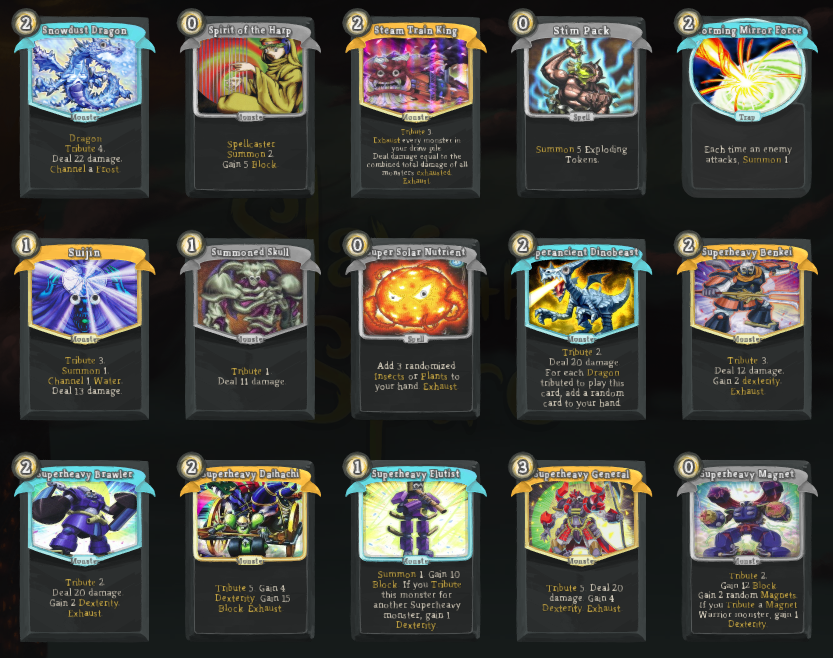 2
Snowdust Dragon
Monster
Dragon
Tribute 4.
Deal 22 damage.
Channel a Frost
0
Spirit of the Harp
Monster
Spellcaster
Summon 2
Gain 5 Block
2
Steam Train King
Monster
Tribute 3
Exhaust every monster in
your draw pile
Deal damage equal to the
combined total damage of all
monsters exhausted.
Exhaust.
0
Stim Pack
Spell
Summon 5 Exploding
Tokens.
2
orming Mirror Force
Trap
Each time an enemy
attacks, Summon 1.
1
Suijin
Monster
Tribute 3.
Summon 1.
Channel 1 Water.
Deal 13 damage.
1
Summoned Skull
Monster
Tribute 1
Deal 11 damage.
0
Super Solar Nutrient
Spell
Add 3 randomized
Insects or Plants to
your hand Exhaust
2
perancient Dinobeast
Monster
Tribute 2.
Deal 20 damage
For each Dragon
tributed to play this
card, add a random
card to your hand.
2
Superheavy Benkei
Monster
Tribute 3.
Deal 12 damage.
Gain 2 dexterity.
Exhaust.
2
Superheavy Brawler
Monster
Tribute 2.
Deal 20 damage
Gain 2 Dexterity.
Exhaust
2
Superheavy Daihachi
Monster
Tribute 5 Gain 4
Dexterity Gain 15
Block Exhaust
1
Superheavy Flutist
Monster
Summon 1 Gain 10
Block If you Tribute
this monster for
another Superheavy
monster, gain 1
Dexterity
3
Superheavy General
Monster
Tribute 5 Deal 20
damage Gain 4
Dexterity Exhaust
0
Superheavy Magnet
Monster
Tribute 2.
Gain 12 Block
Gain 2 random Magnets.
If you Tribute a Magnet
Warrior monster, gain 1
Dexterity